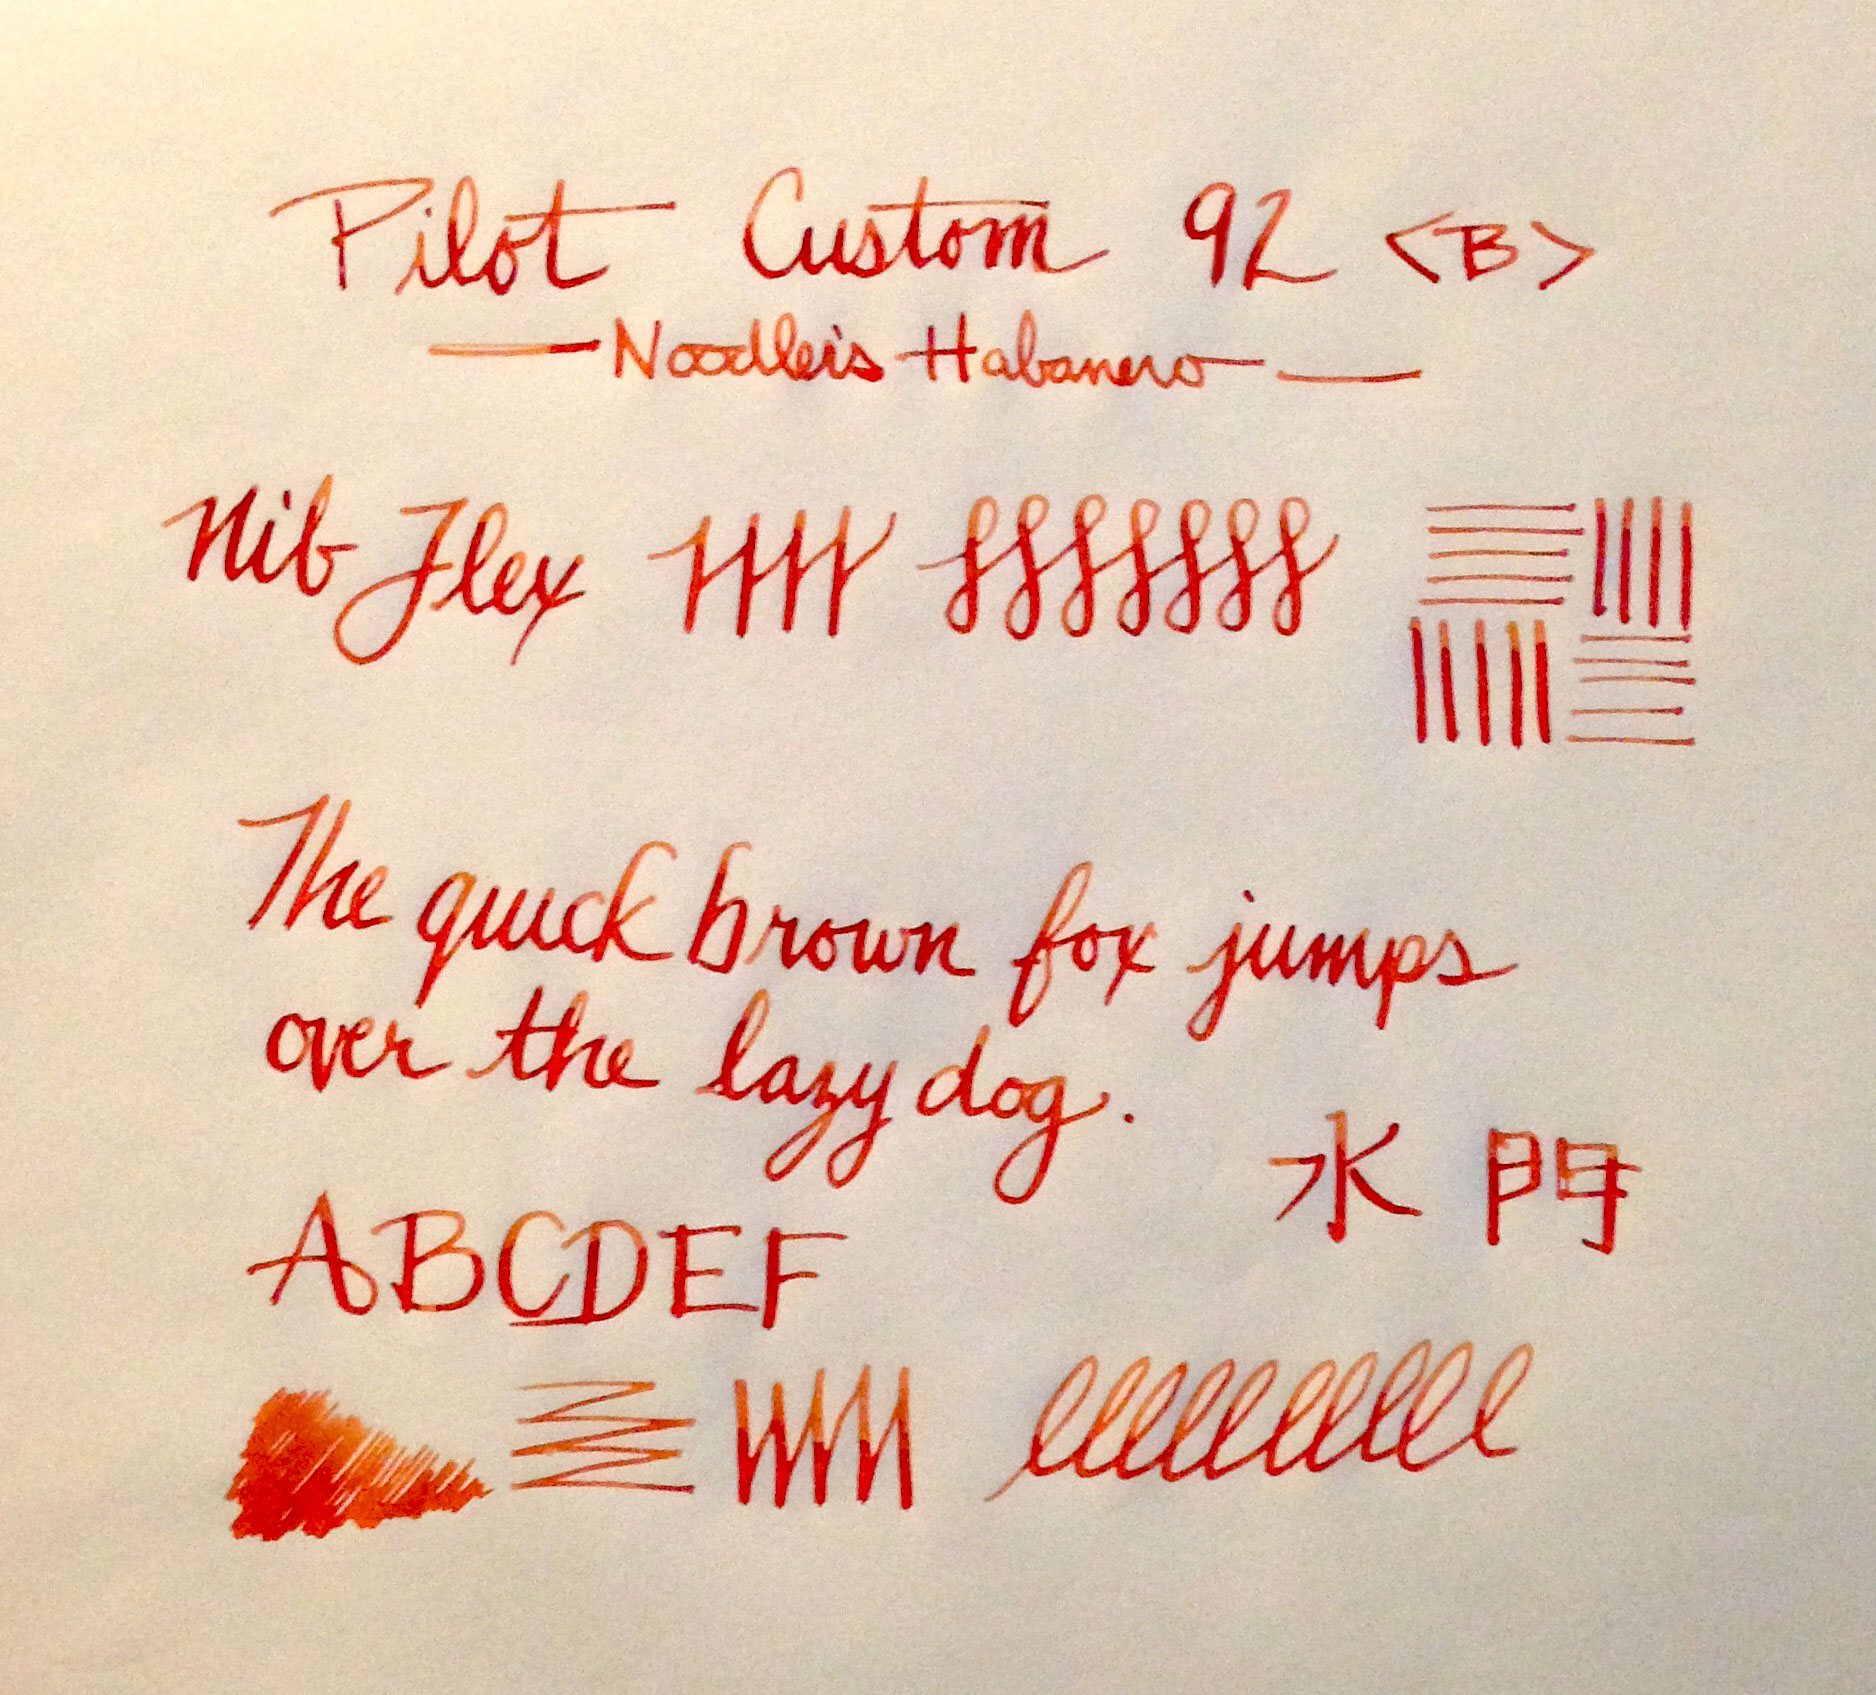 Pilot Custom 92 <B>
— Noodler's Habanero —
Nib Flex
The quick brown fox jumps
over the lazy dog.
水 門
ABCDEF